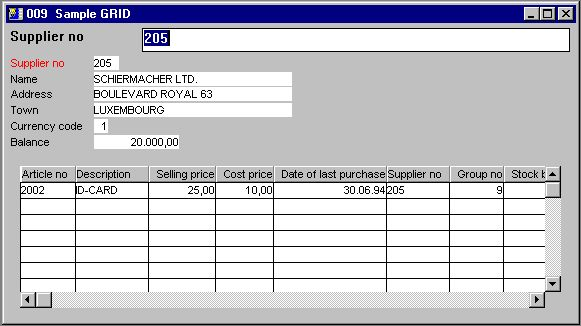 009 Sample GRID
Supplier no 205
Supplier no 205
Name SCHIERMACHER LTD.
Address BOULEVARD ROYAL 63
Town LUXEMBOURG
Currency code 1
Balance 20.000,00
Article no Description Selling price Cost price Date of last purchase Supplier no Group no Stock b
2002 ID-CARD 25,00 10,00 30.06.94 205 9